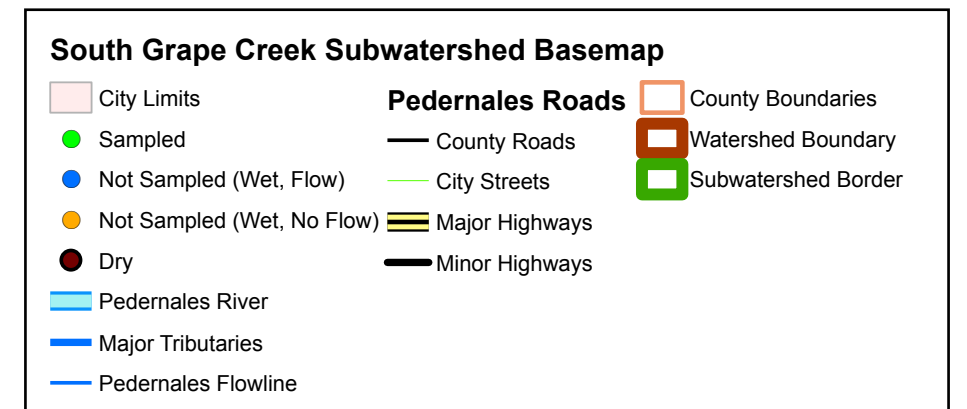 South Grape Creek Subwatershed Basemap
City Limits
Sampled
Not Sampled (Wet, Flow)
Not Sampled (Wet, No Flow)
Dry
Pedernales River
Major Tributaries
Pedernales Flowline
Pedernales Roads
County Roads
City Streets
Major Highways
Minor Highways
County Boundaries
Watershed Boundary
Subwatershed Border